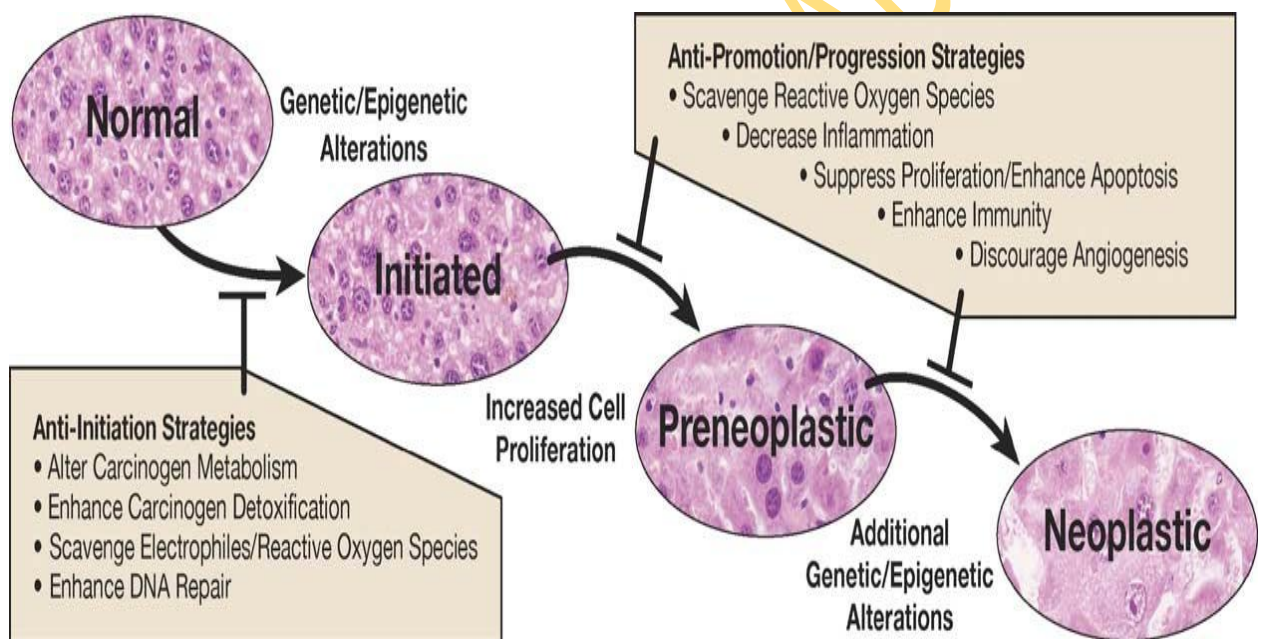 Normal
Genetic/Epigenetic
Alterations
Initiated
Increased Cell
Proliferation
Preneoplastic
Additional
Genetic/Epigenetic
Alterations
Neoplastic
Anti-Promotion/Progression Strategies
• Scavenge Reactive Oxygen Species
• Decrease Inflammation
• Suppress Proliferation/Enhance Apoptosis
• Enhance Immunity
• Discourage Angiogenesis
Anti-Initiation Strategies
• Alter Carcinogen Metabolism
• Enhance Carcinogen Detoxification
• Scavenge Electrophiles/Reactive Oxygen Species
• Enhance DNA Repair